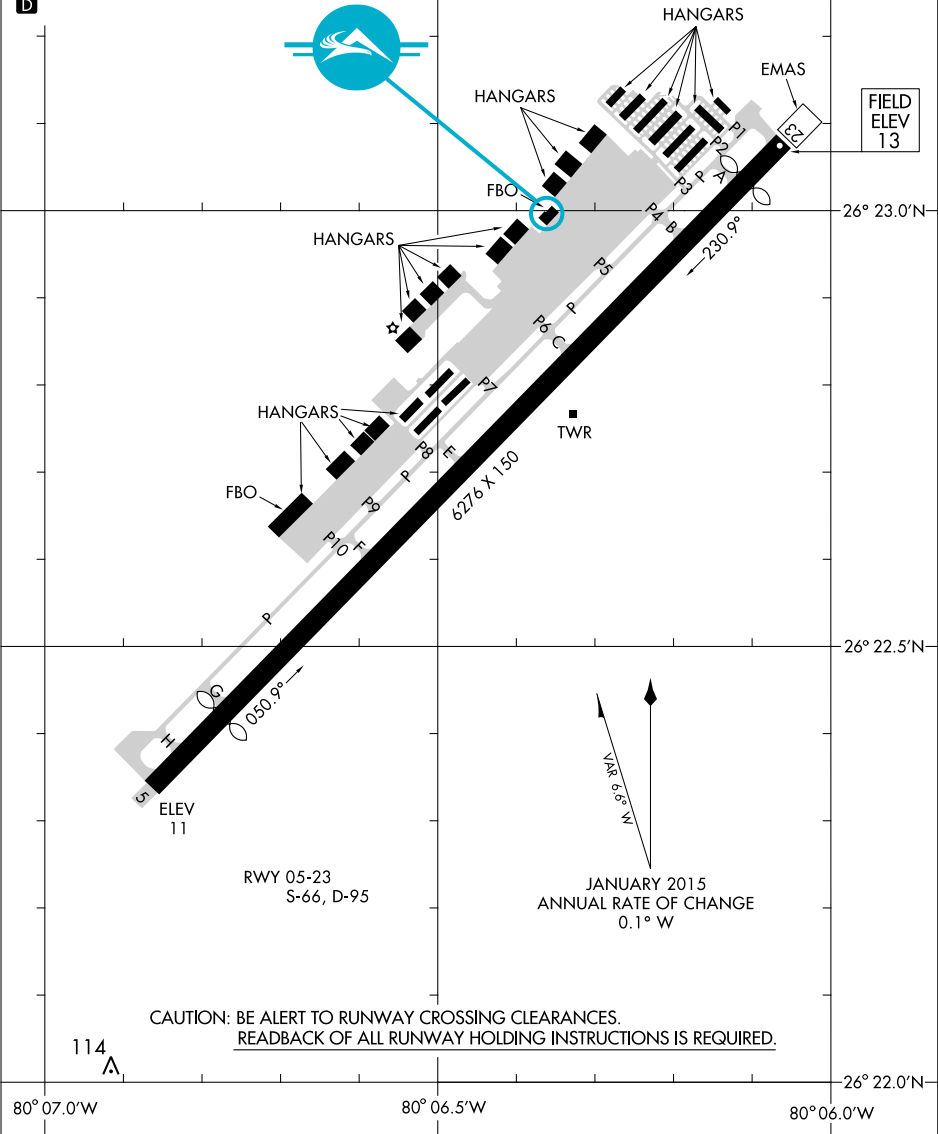 D
HANGARS
EMAS
23
FIELD
ELEV
13
HANGARS
P1
P2
A
P
P3
FBO
P4
B
26° 23.0'N
230.9°
HANGARS
P5
P
P6
C
P7
HANGARS
TWR
P8
E
6276 X 150
P
FBO
P9
P10
F
P
26° 22.5'N
G
050.9°
H
5
ELEV
11
VAR 6.6° W
RWY 05-23
S-66, D-95
JANUARY 2015
ANNUAL RATE OF CHANGE
0.1° W
CAUTION: BE ALERT TO RUNWAY CROSSING CLEARANCES.
READBACK OF ALL RUNWAY HOLDING INSTRUCTIONS IS REQUIRED.
114
26° 22.0'N
80° 07.0'W
80° 06.5'W
80° 06.0'W